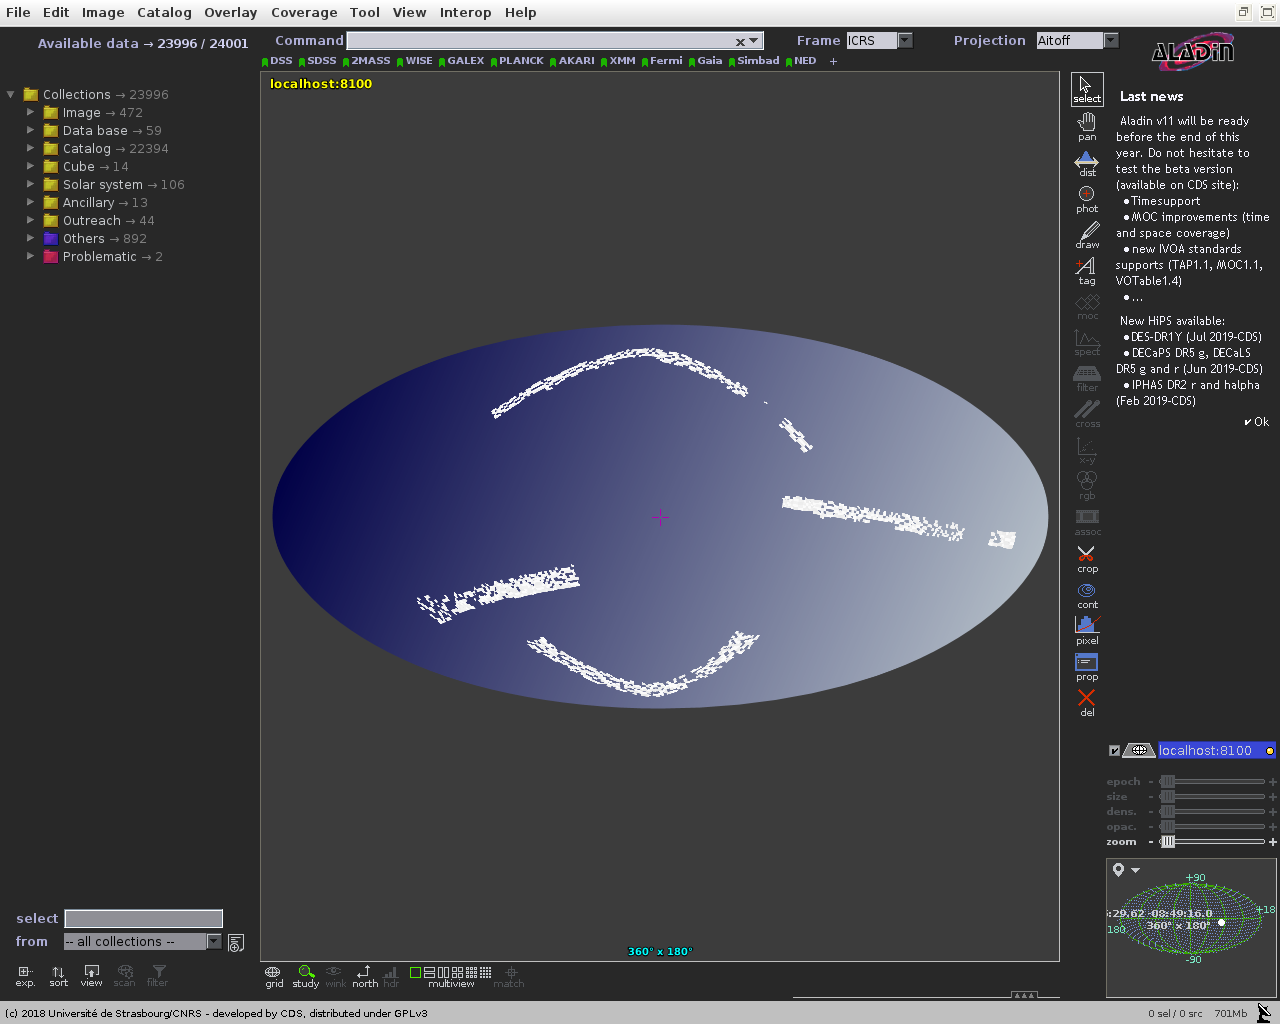 File Edit Image Catalog Overlay Coverage Tool View Interop Help
Available data → 23996 / 24001
Command
Frame ICRS
Projection Aitoff
ALADIN
DSS SDSS 2MASS WISE GALEX PLANCK AKARI XMM Fermi Gaia Simbad NED +
Collections → 23996
Image → 472
Data base → 59
Catalog → 22394
Cube → 14
Solar system → 106
Ancillary → 13
Outreach → 44
Others → 892
Problematic → 2
select
from -- all collections --
exp. sort view scan filter
localhost:8100
360° x 180°
grid study wink north hdr multiview match
select
pan
dist
phot
draw
tag
moc
spect
filter
cross
x-y
rgb
assoc
crop
cont
pixel
prop
del
Last news
Aladin v11 will be ready
before the end of this
year. Do not hesitate to
test the beta version
(available on CDS site):
•Timesupport
•MOC improvements (time
and space coverage)
•new IVOA standards
supports (TAP1.1, MOC1.1,
VOTable1.4)
•...
New HiPS available:
•DES-DR1Y (Jul 2019-CDS)
•DECaPS DR5 g, DECaLS
DR5 g and r (Jun 2019-CDS)
•IPHAS DR2 r and halpha
(Feb 2019-CDS)
Ok
localhost:8100
epoch - +
size - +
dens. - +
opac. - +
zoom - +
+90
:29.62 -08:49:16.0
+18
180
360° x 180°
-90
(c) 2018 Université de Strasbourg/CNRS - developed by CDS, distributed under GPLv3
0 sel / 0 src 701Mb